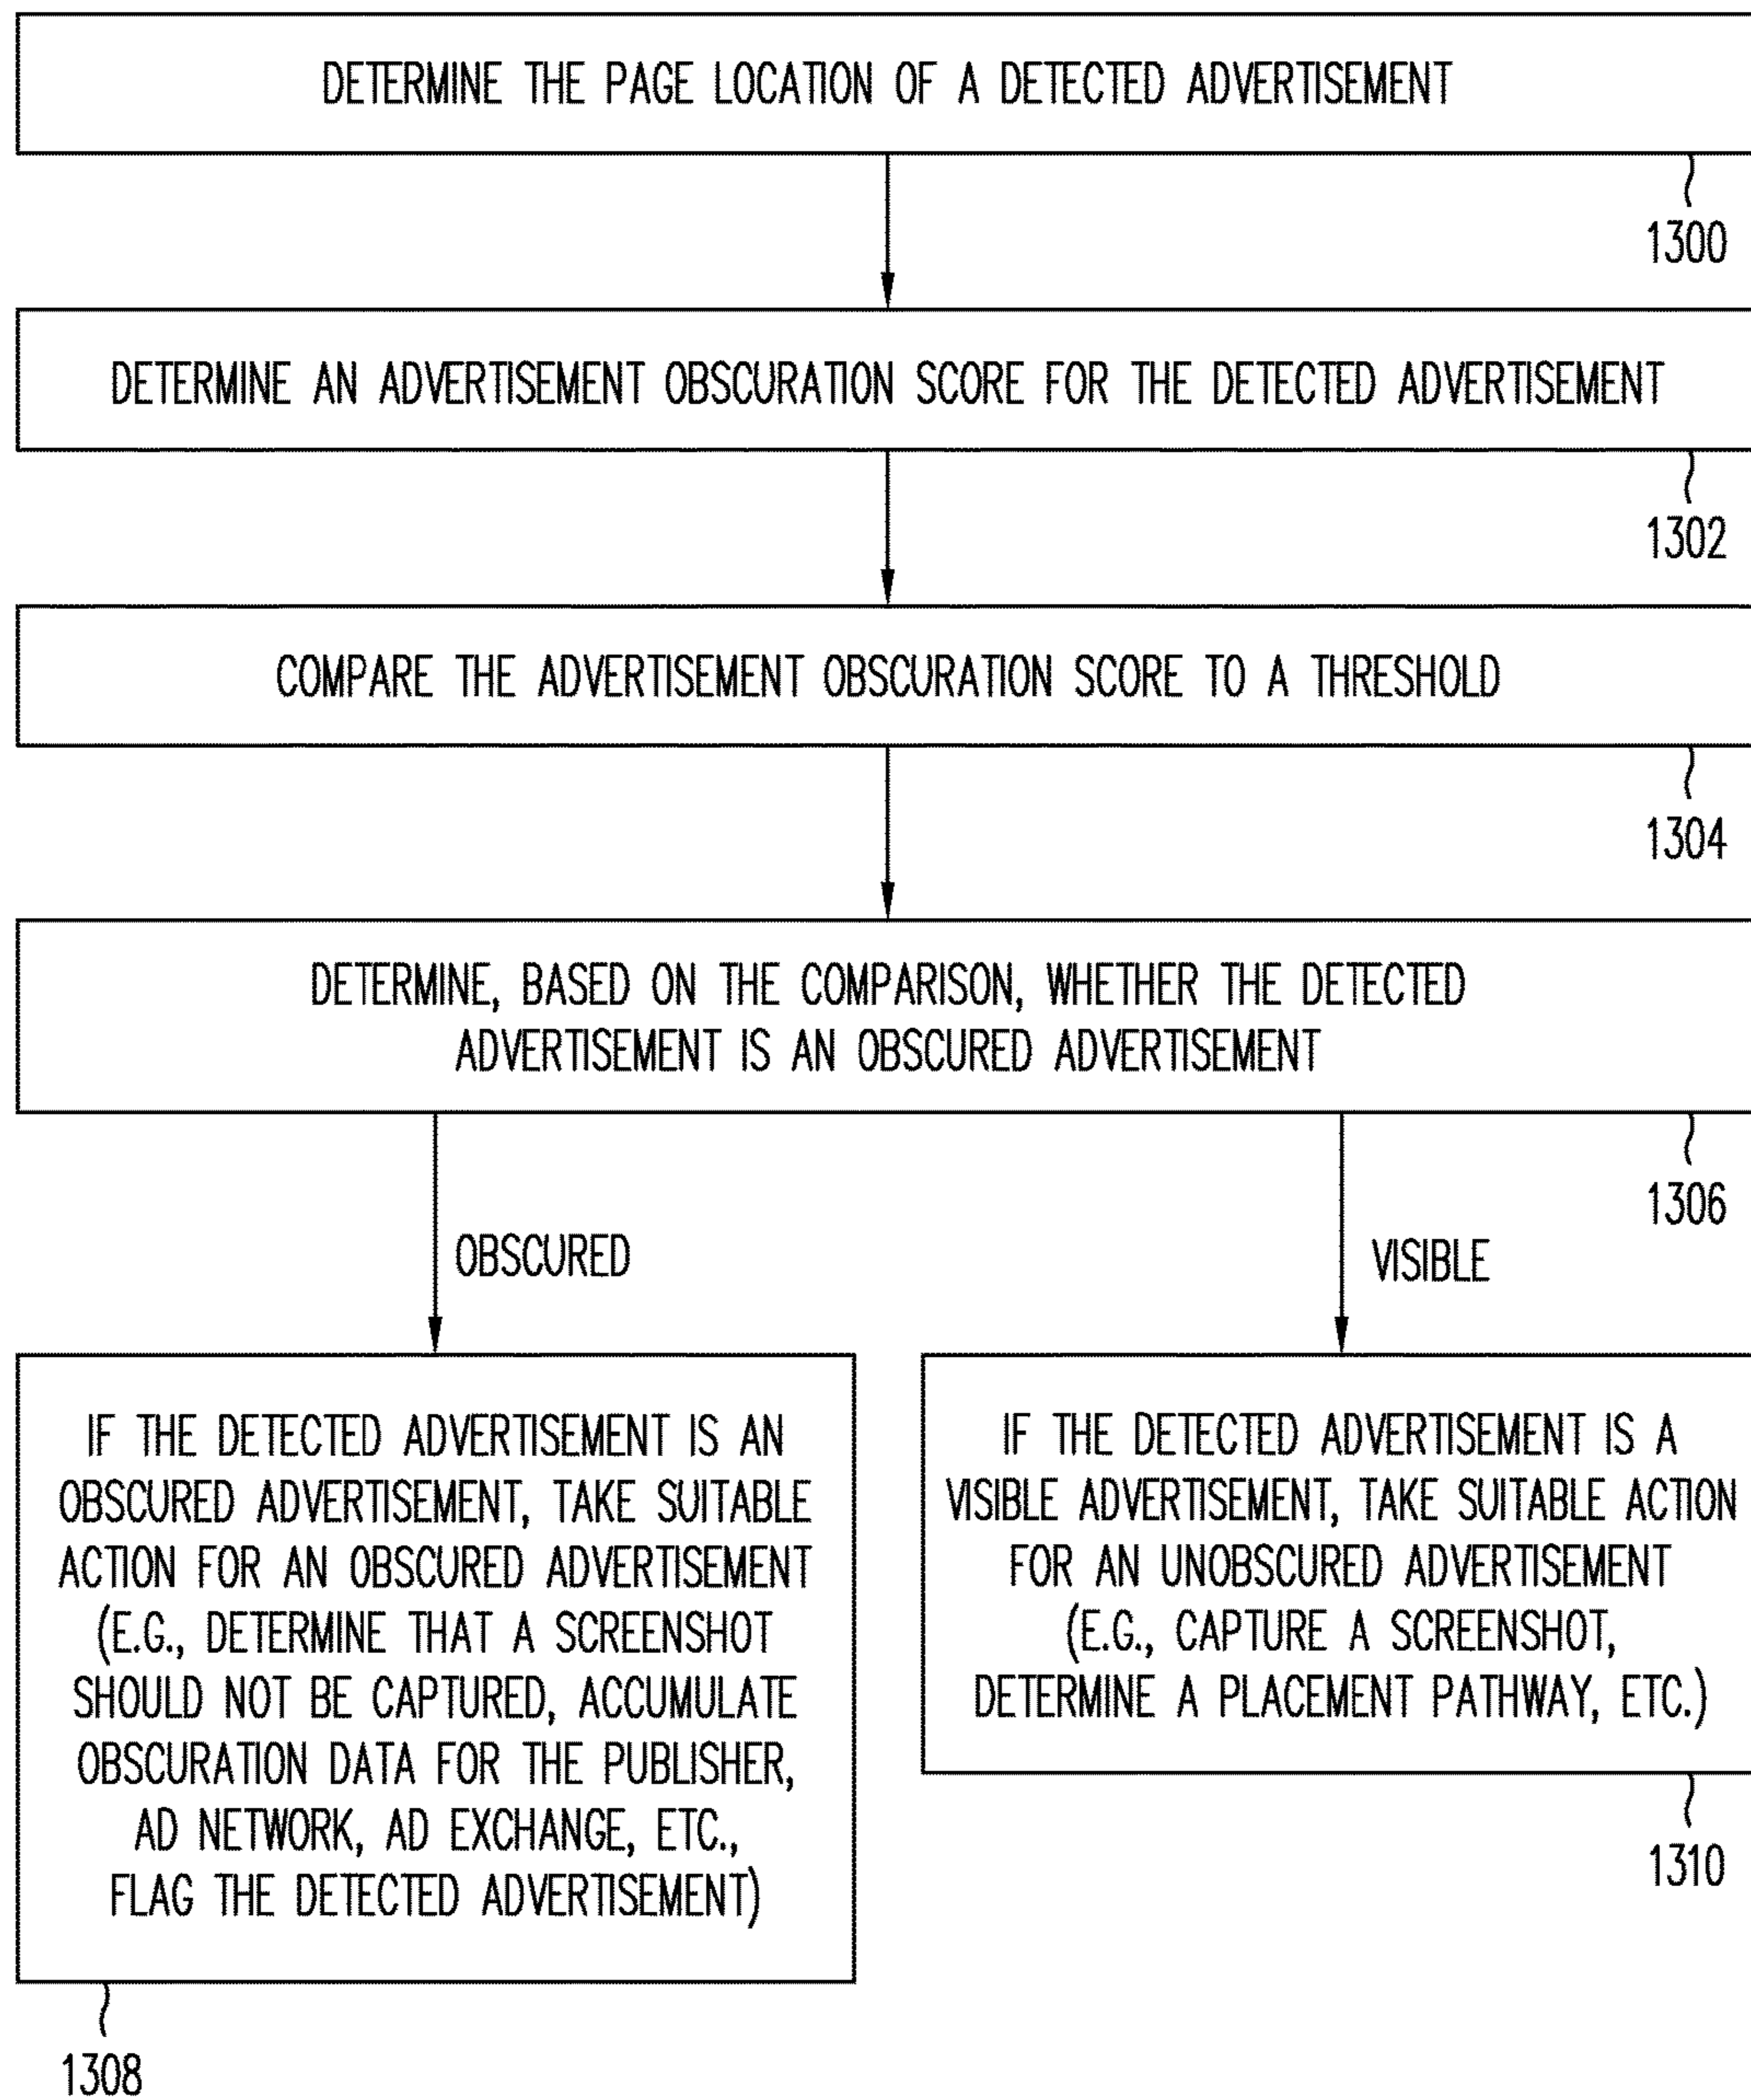 DETERMINE THE PAGE LOCATION OF A DETECTED ADVERTISEMENT
1300
DETERMINE AN ADVERTISEMENT OBSCURATION SCORE FOR THE DETECTED ADVERTISEMENT
1302
COMPARE THE ADVERTISEMENT OBSCURATION SCORE TO A THRESHOLD
1304
DETERMINE, BASED ON THE COMPARISON, WHETHER THE DETECTED
ADVERTISEMENT IS AN OBSCURED ADVERTISEMENT
1306
OBSCURED
VISIBLE
IF THE DETECTED ADVERTISEMENT IS AN
OBSCURED ADVERTISEMENT, TAKE SUITABLE
ACTION FOR AN OBSCURED ADVERTISEMENT
(E.G., DETERMINE THAT A SCREENSHOT
SHOULD NOT BE CAPTURED, ACCUMULATE
OBSCURATION DATA FOR THE PUBLISHER,
AD NETWORK, AD EXCHANGE, ETC.,
FLAG THE DETECTED ADVERTISEMENT)
1308
IF THE DETECTED ADVERTISEMENT IS A
VISIBLE ADVERTISEMENT, TAKE SUITABLE ACTION
FOR AN UNOBSCURED ADVERTISEMENT
(E.G., CAPTURE A SCREENSHOT,
DETERMINE A PLACEMENT PATHWAY, ETC.)
1310